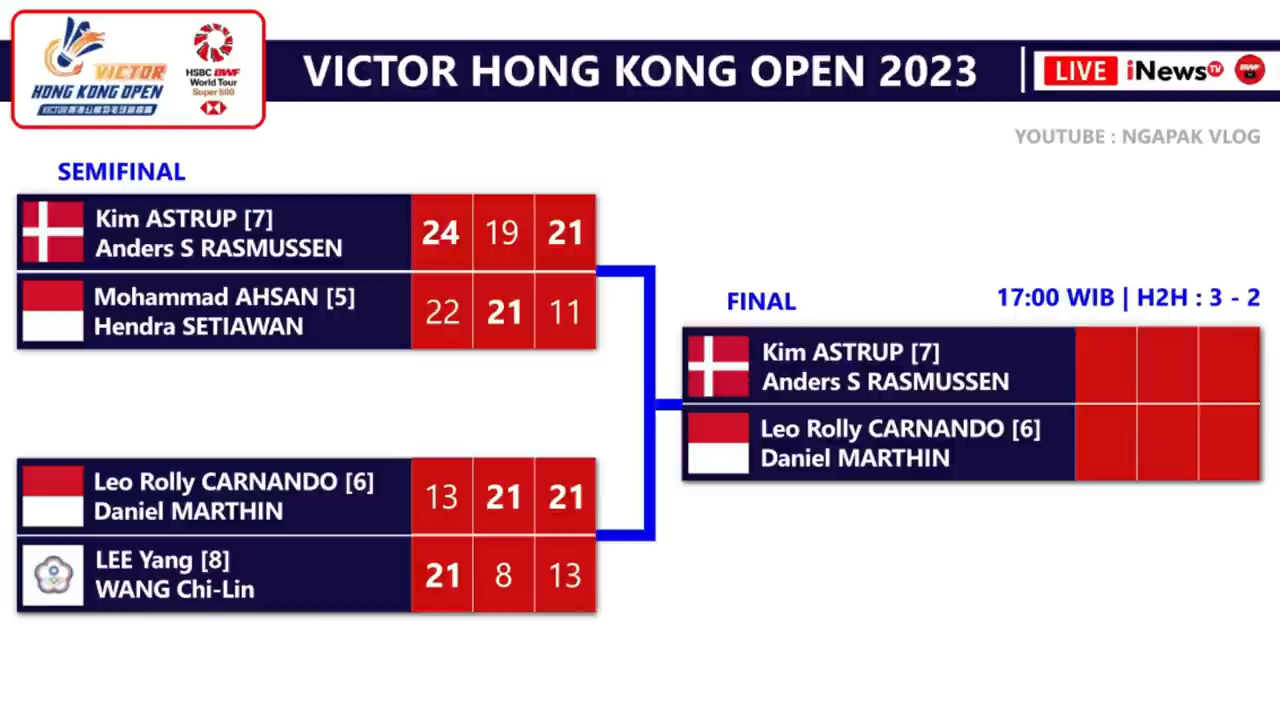 VICTOR
HONG KONG OPEN
HSBC BWF
World Tour
Super 500
VICTOR HONG KONG OPEN 2023
LIVE
iNews TV
YOUTUBE : NGAPAK VLOG
SEMIFINAL
Kim ASTRUP [7]
Anders S RASMUSSEN
24 19 21
Mohammad AHSAN [5]
Hendra SETIAWAN
22 21 11
Leo Rolly CARNANDO [6]
Daniel MARTHIN
13 21 21
LEE Yang [8]
WANG Chi-Lin
21 8 13
FINAL
17:00 WIB | H2H : 3 - 2
Kim ASTRUP [7]
Anders S RASMUSSEN
Leo Rolly CARNANDO [6]
Daniel MARTHIN